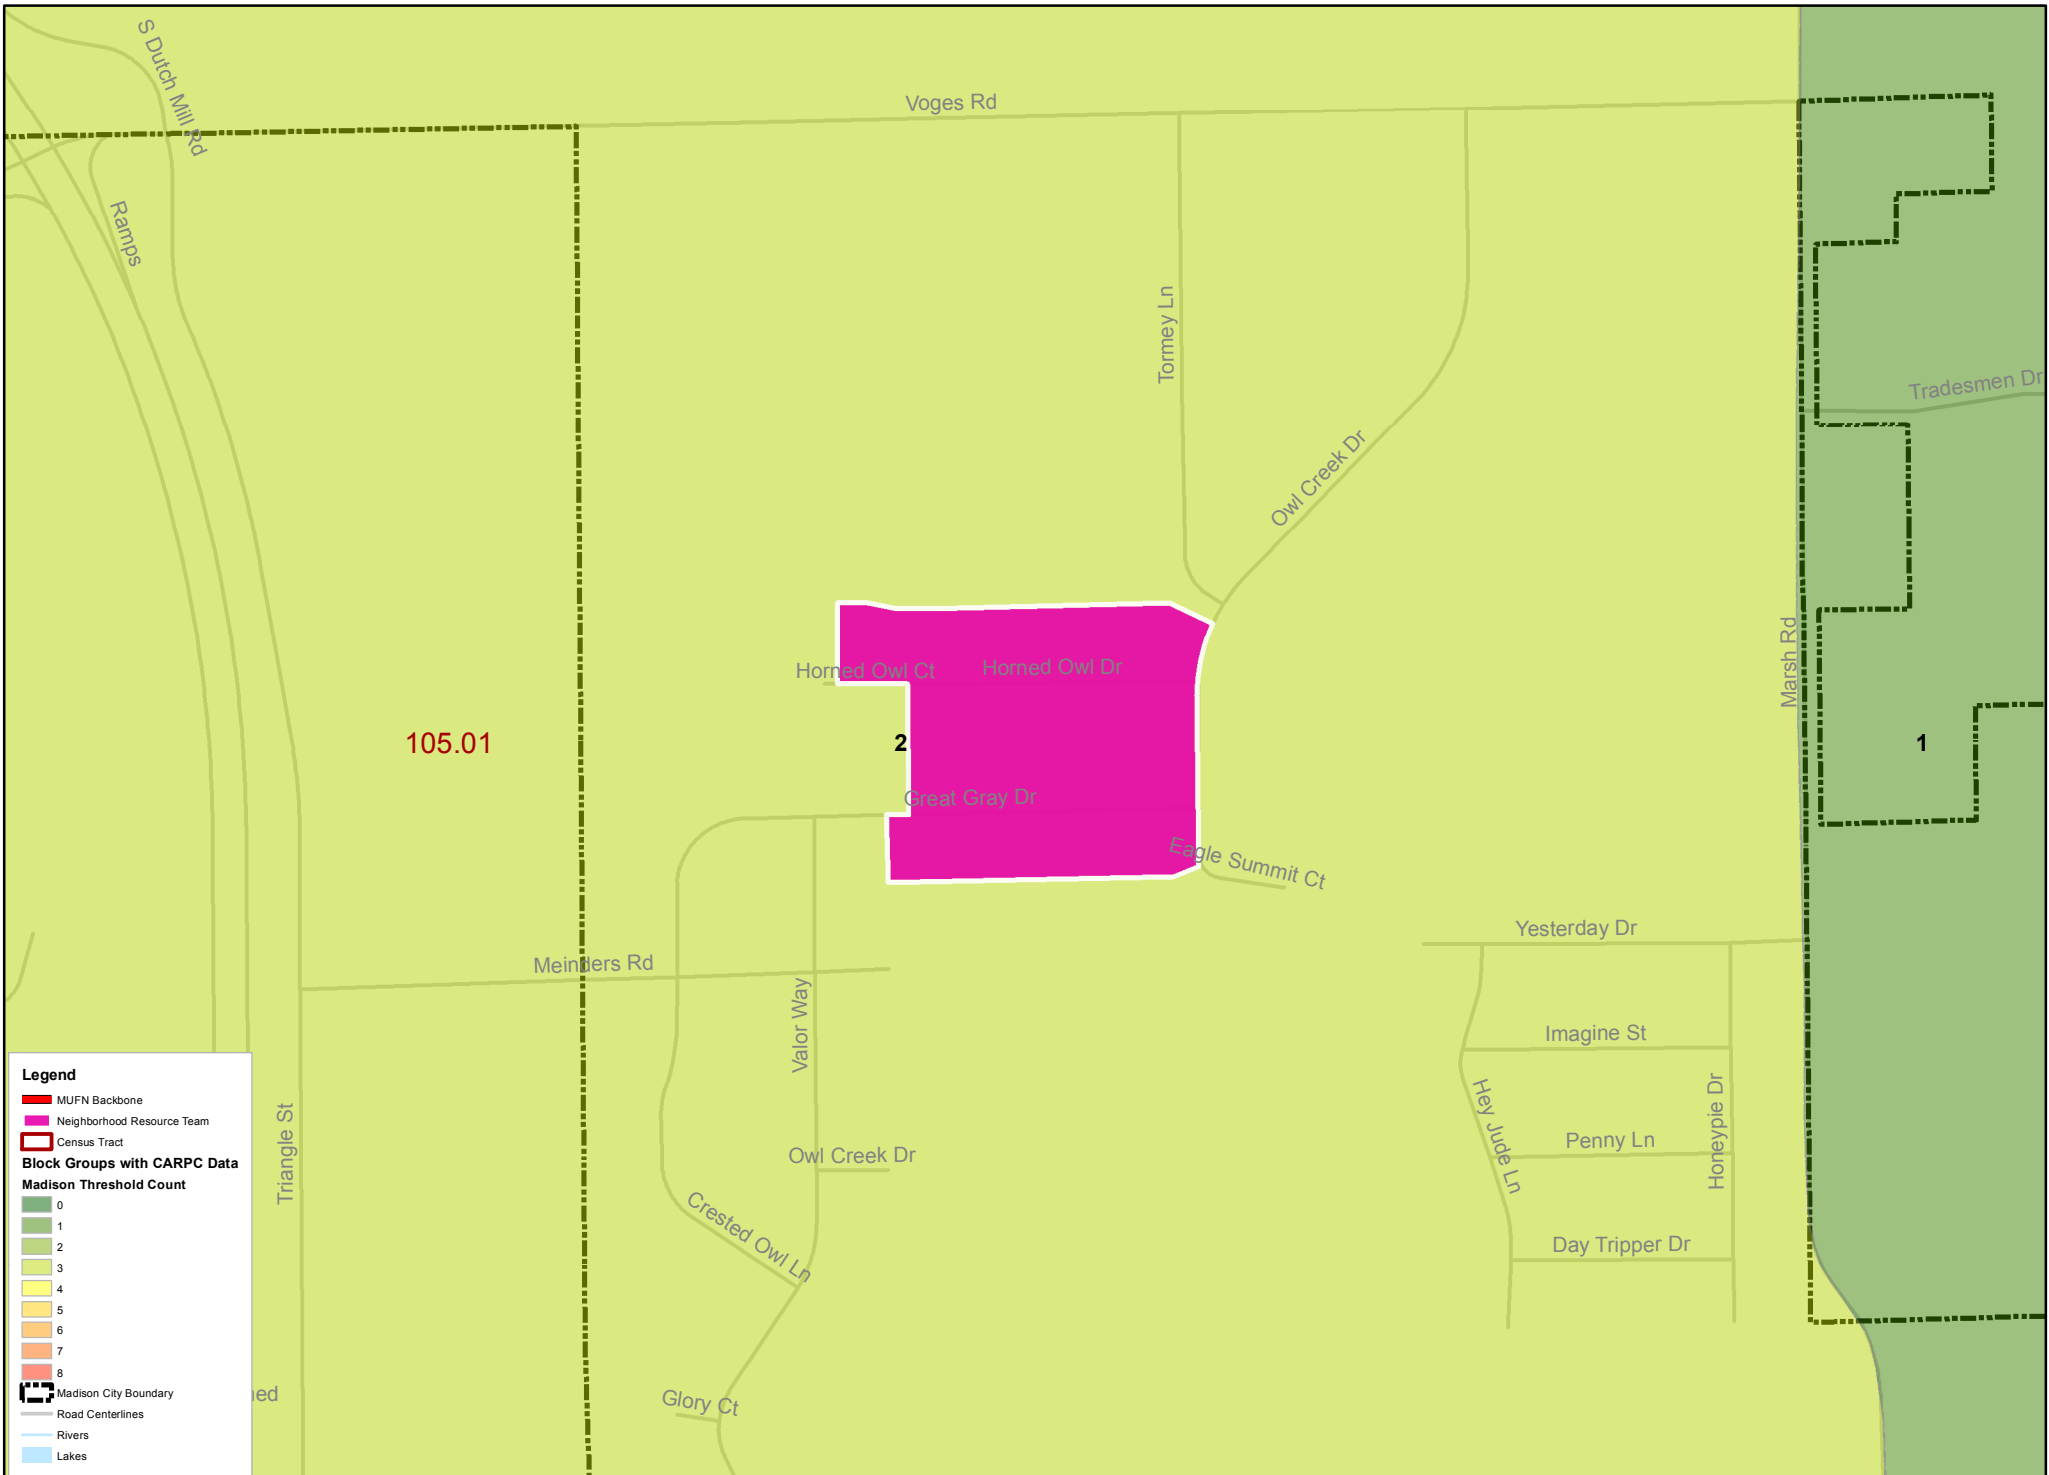 S Dutch Mill Rd
Voges Rd
Ramps
Tormey Ln
Owl Creek Dr
Tradesmen Dr
Marsh Rd
Horned Owl Ct
Horned Owl Dr
105.01
2
1
Great Gray Dr
Eagle Summit Ct
Yesterday Dr
Meinders Rd
Valor Way
Imagine St
Hey Jude Ln
Honeypie Dr
Penny Ln
Triangle St
Owl Creek Dr
Crested Owl Ln
Day Tripper Dr
Glory Ct
Legend
MUFN Backbone
Neighborhood Resource Team
Census Tract
Block Groups with CARPC Data
Madison Threshold Count
0
1
2
3
4
5
6
7
8
Madison City Boundary
Road Centerlines
Rivers
Lakes